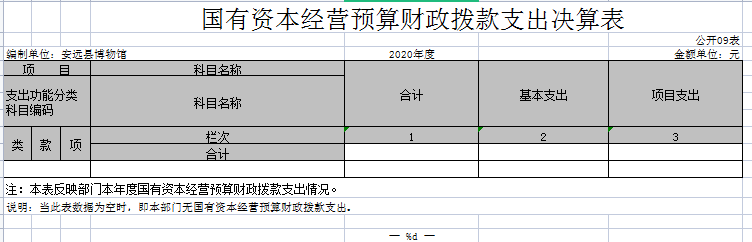 国有资本经营预算财政拨款支出决算表
公开09表
编制单位：安远县博物馆 2020年度 金额单位：元
项 目 科目名称 合计 基本支出 项目支出
支出功能分类科目编码 科目名称
类 款 项 栏次 1 2 3
合计
注：本表反映部门本年度国有资本经营预算财政拨款支出情况。
说明：当此表数据为空时，即本部门无国有资本经营预算财政拨款支出。
— %d —